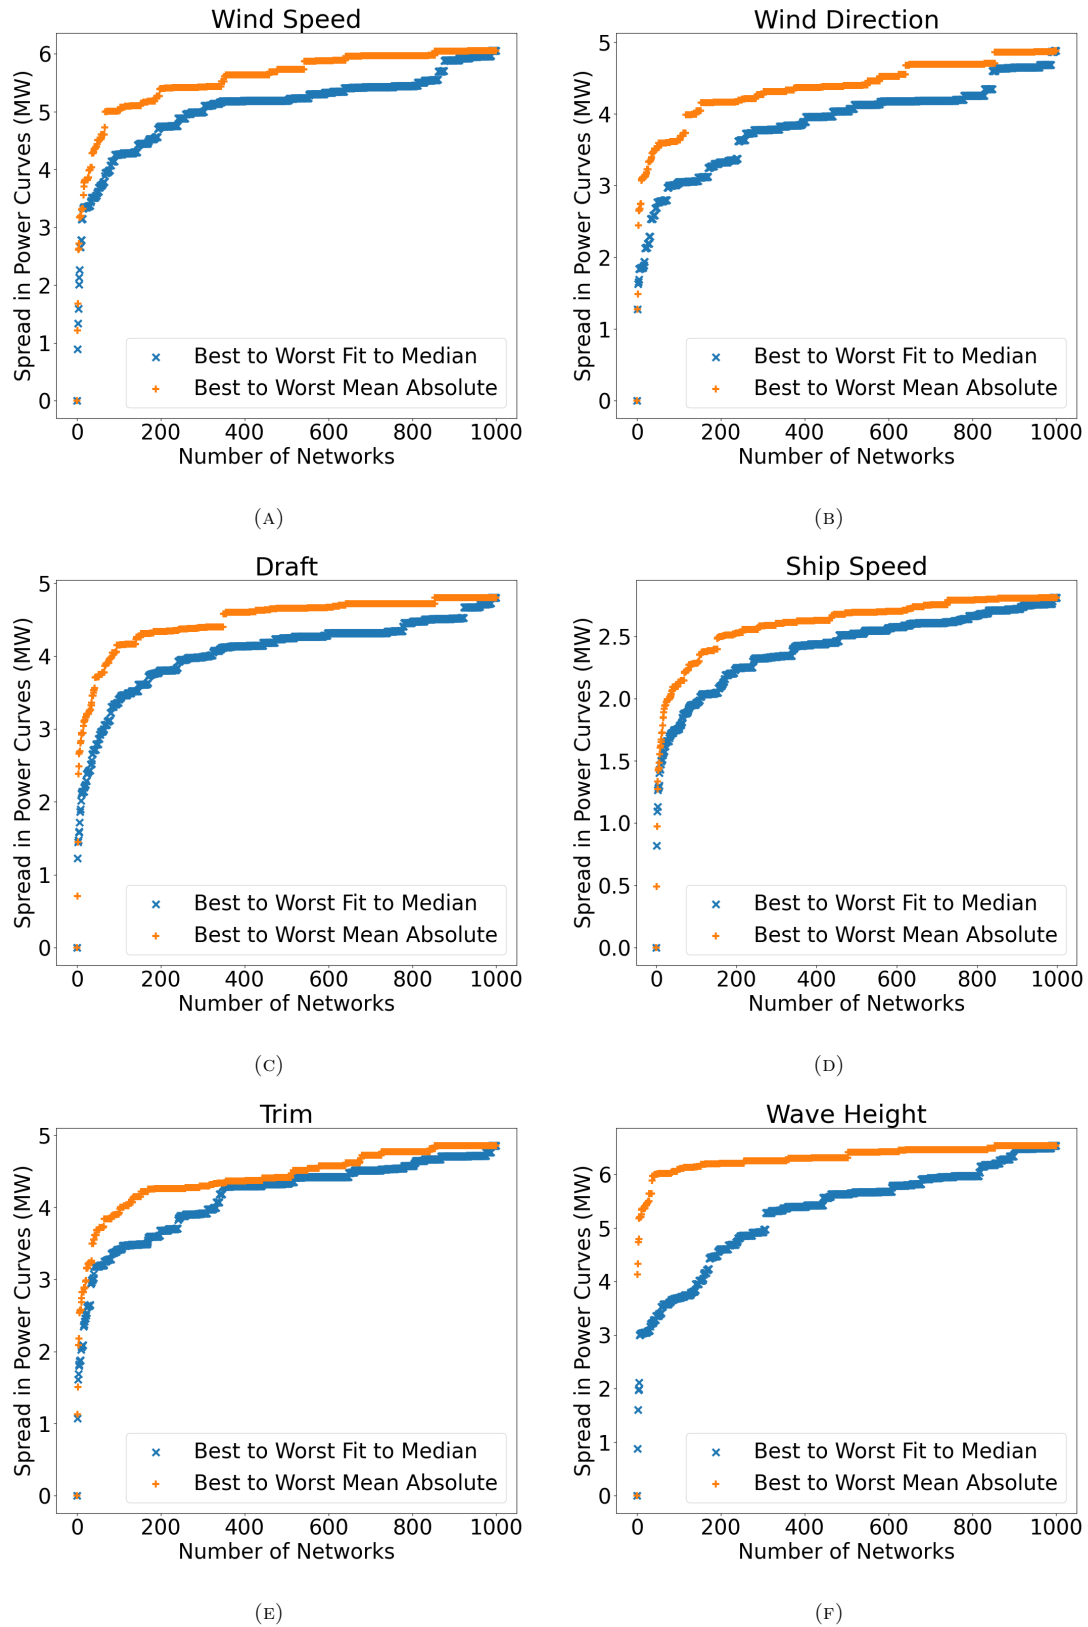 Wind Speed
Spread in Power Curves (MW)
6
5
4
3
2
1
0
Best to Worst Fit to Median
Best to Worst Mean Absolute
0 200 400 600 800 1000
Number of Networks
(A)
Wind Direction
Spread in Power Curves (MW)
5
4
3
2
1
0
Best to Worst Fit to Median
Best to Worst Mean Absolute
0 200 400 600 800 1000
Number of Networks
(B)
Draft
Spread in Power Curves (MW)
5
4
3
2
1
0
Best to Worst Fit to Median
Best to Worst Mean Absolute
0 200 400 600 800 1000
Number of Networks
(C)
Ship Speed
Spread in Power Curves (MW)
2.5
2.0
1.5
1.0
0.5
0.0
Best to Worst Fit to Median
Best to Worst Mean Absolute
0 200 400 600 800 1000
Number of Networks
(D)
Trim
Spread in Power Curves (MW)
5
4
3
2
1
0
Best to Worst Fit to Median
Best to Worst Mean Absolute
0 200 400 600 800 1000
Number of Networks
(E)
Wave Height
Spread in Power Curves (MW)
6
5
4
3
2
1
0
Best to Worst Fit to Median
Best to Worst Mean Absolute
0 200 400 600 800 1000
Number of Networks
(F)